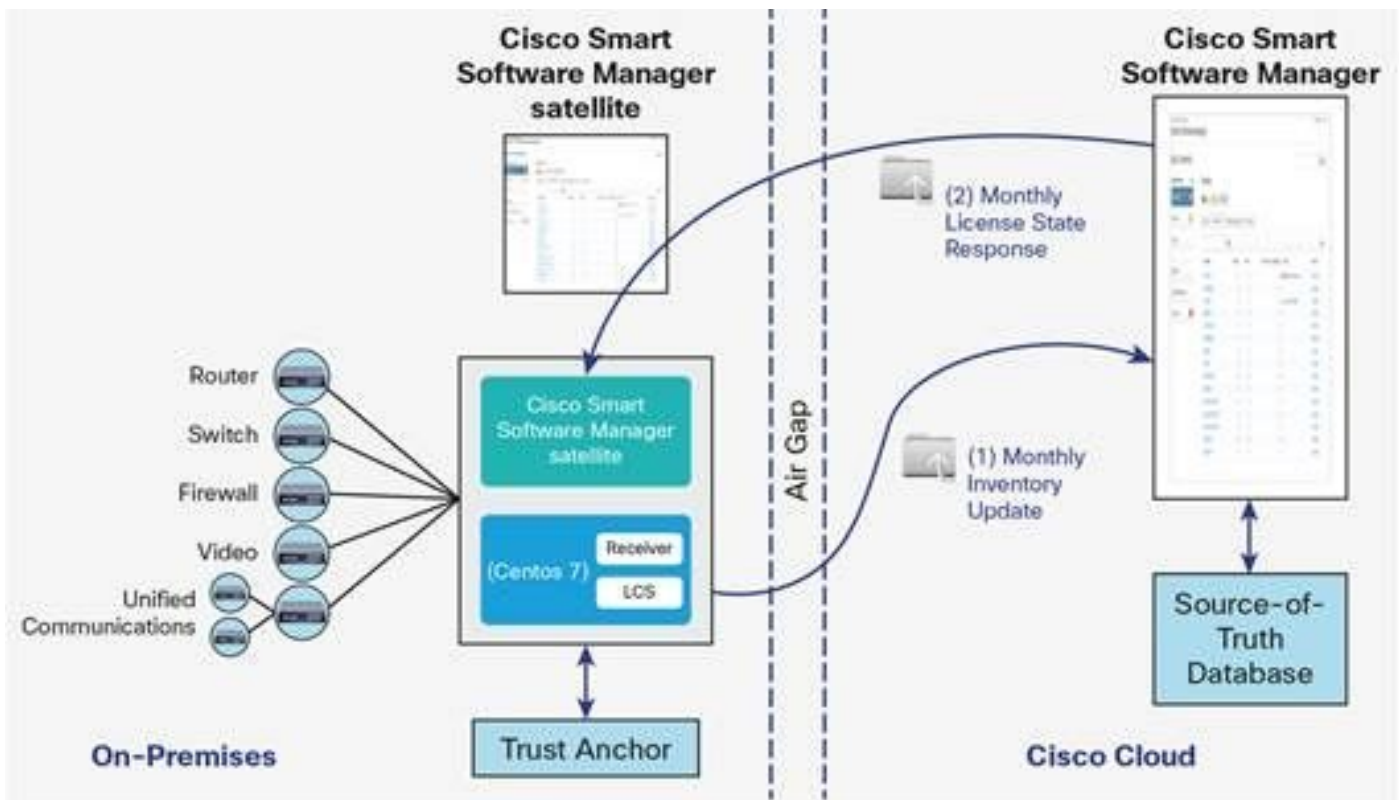 Cisco Smart
Software Manager
satellite
Cisco Smart
Software Manager
(2) Monthly
License State
Response
Router
Switch
Firewall
Video
Unified
Communications
Cisco Smart
Software Manager
satellite
(Centos 7)
Receiver
LCS
Air Gap
(1) Monthly
Inventory
Update
Source-of-
Truth
Database
Trust Anchor
On-Premises
Cisco Cloud